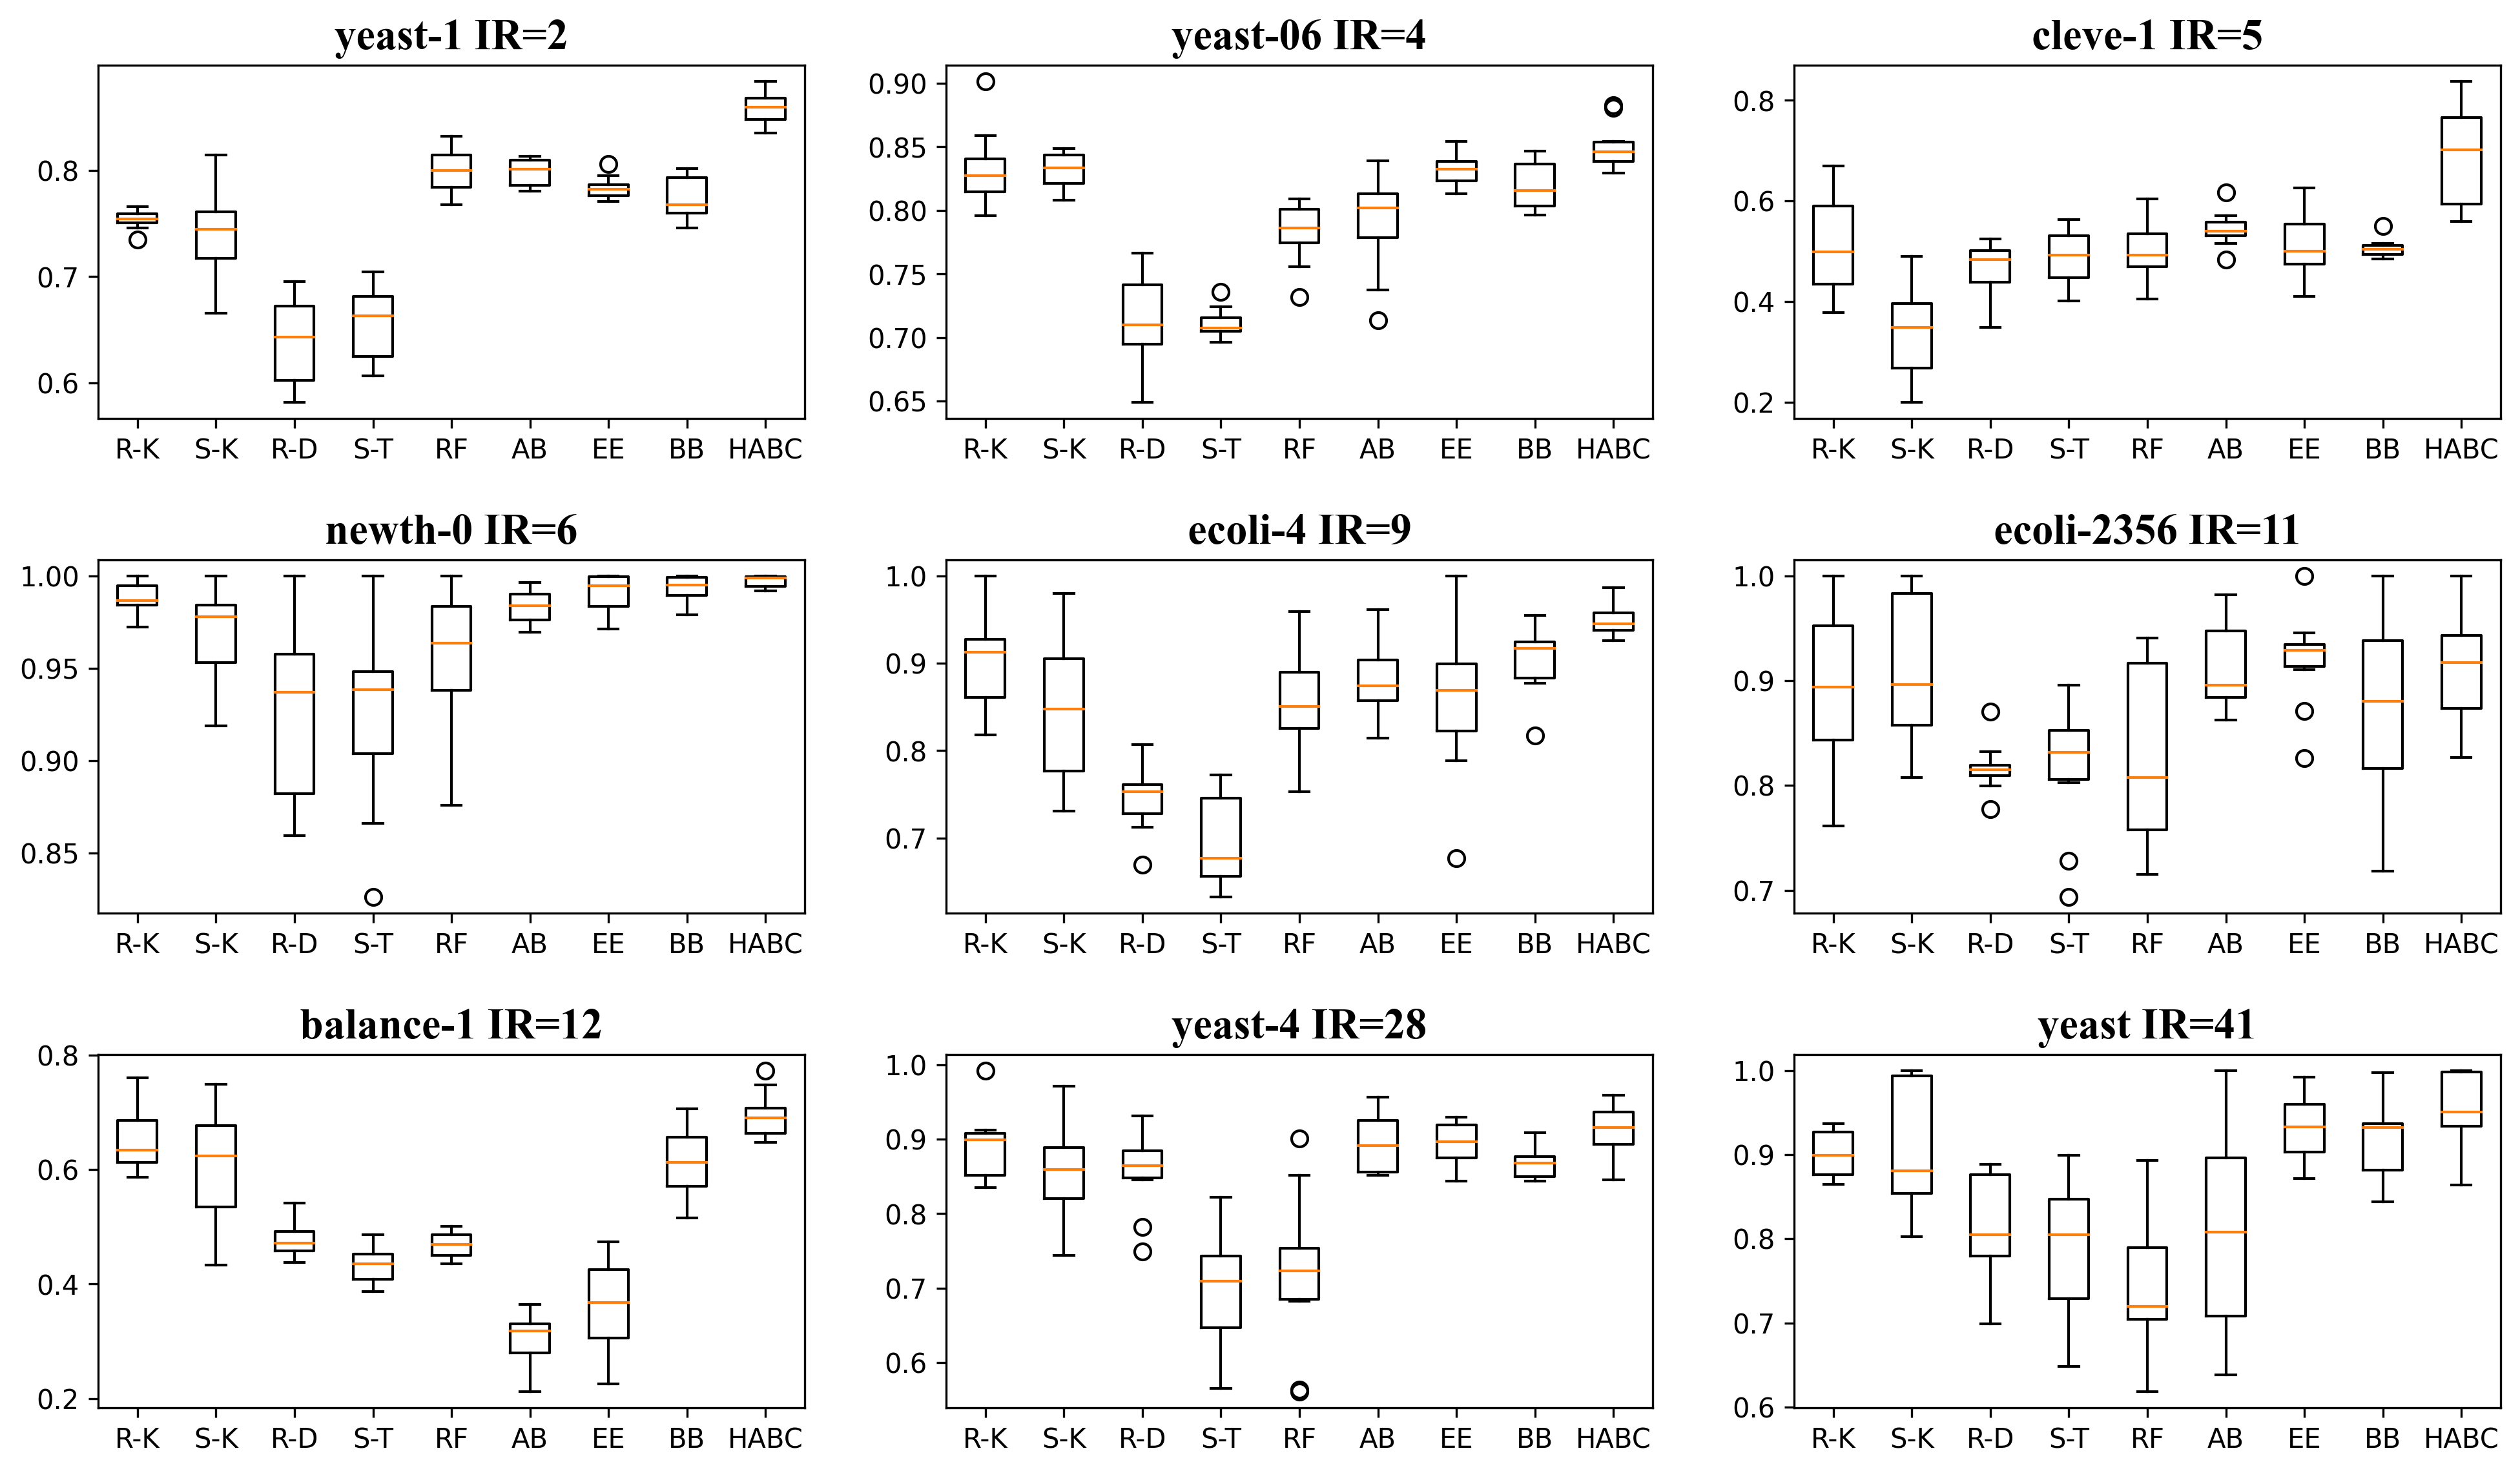 yeast-1 IR=2
yeast-06 IR=4
cleve-1 IR=5
0.8
0.7
0.6
R-K S-K R-D S-T RF AB EE BB HABC
0.90
0.85
0.80
0.75
0.70
0.65
R-K S-K R-D S-T RF AB EE BB HABC
0.8
0.6
0.4
0.2
R-K S-K R-D S-T RF AB EE BB HABC
newth-0 IR=6
ecoli-4 IR=9
ecoli-2356 IR=11
1.00
0.95
0.90
0.85
R-K S-K R-D S-T RF AB EE BB HABC
1.0
0.9
0.8
0.7
R-K S-K R-D S-T RF AB EE BB HABC
1.0
0.9
0.8
0.7
R-K S-K R-D S-T RF AB EE BB HABC
balance-1 IR=12
yeast-4 IR=28
yeast IR=41
0.8
0.6
0.4
0.2
R-K S-K R-D S-T RF AB EE BB HABC
1.0
0.9
0.8
0.7
0.6
R-K S-K R-D S-T RF AB EE BB HABC
1.0
0.9
0.8
0.7
0.6
R-K S-K R-D S-T RF AB EE BB HABC